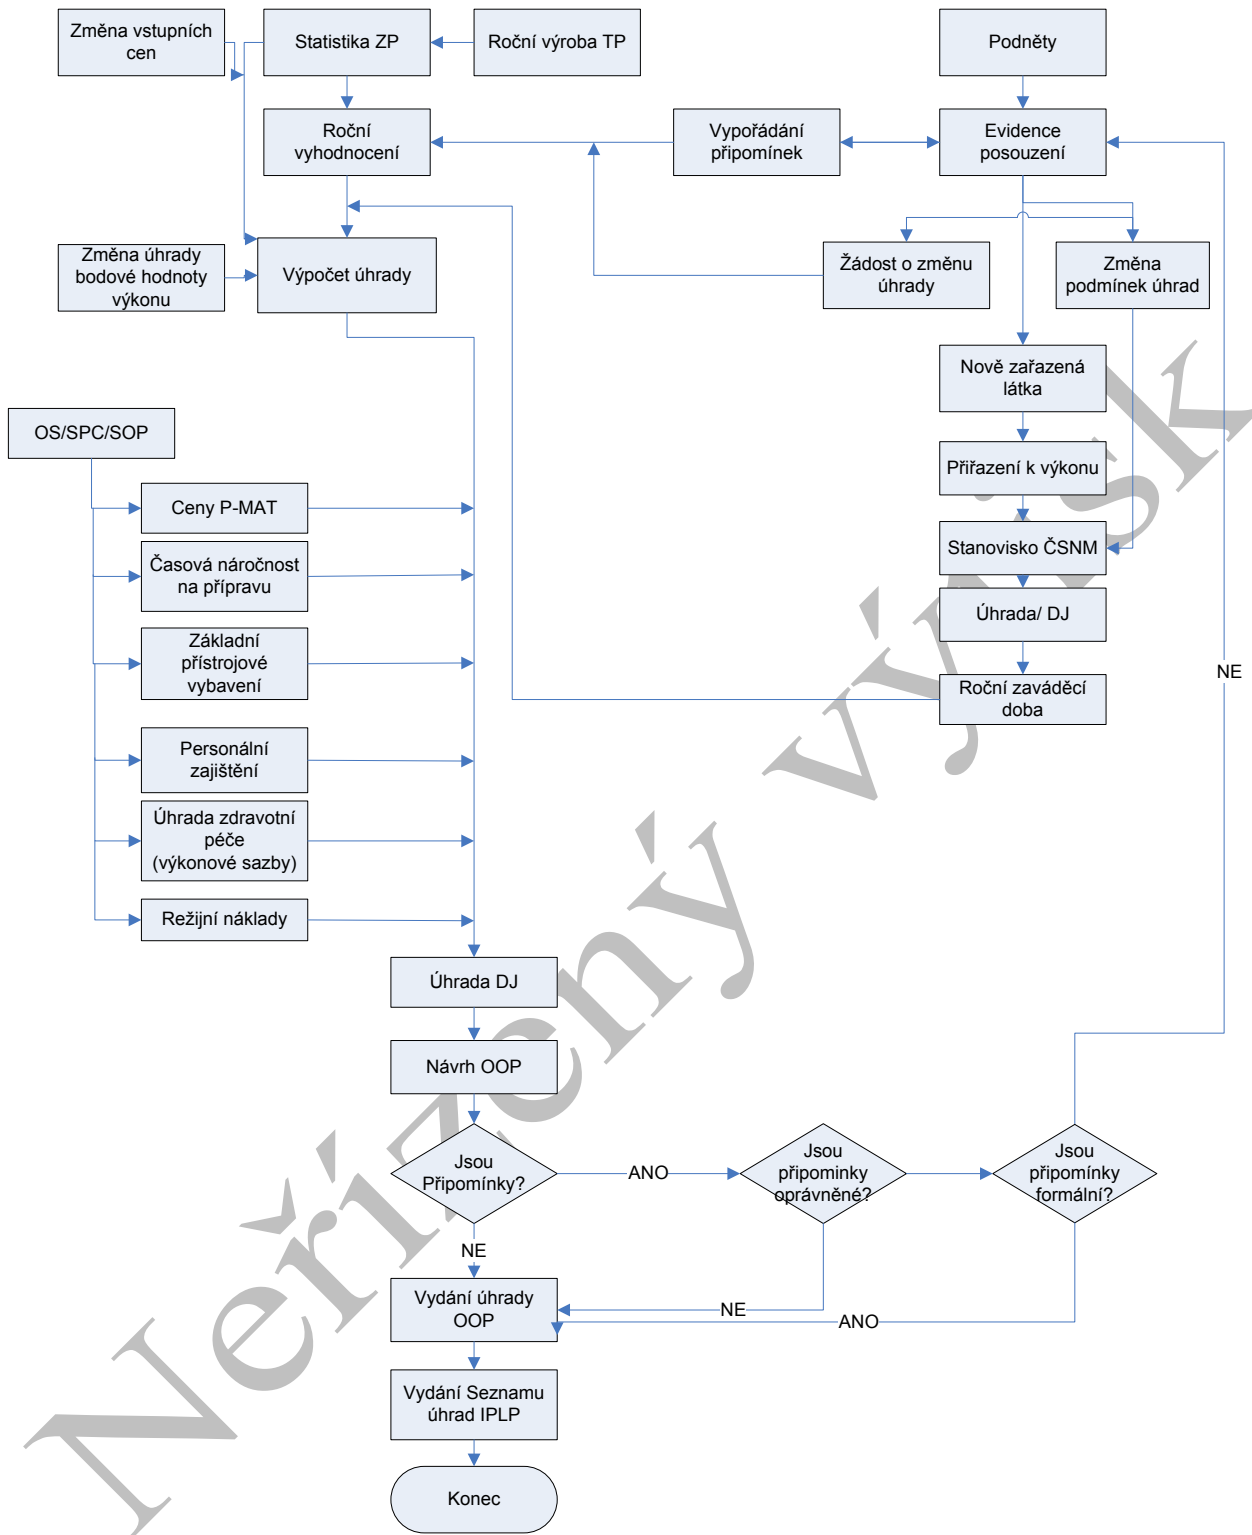 Změna vstupních
cen
Statistika ZP
Roční výroba TP
Podněty
Roční
vyhodnocení
Vypořádání
připomínek
Evidence
posouzení
Změna úhrady
bodové hodnoty
výkonu
Výpočet úhrady
Žádost o změnu
úhrady
Změna
podmínek úhrad
Nově zařazená
látka
OS/SPC/SOP
Přiřazení k výkonu
Ceny P-MAT
Stanovisko ČSNM
Časová náročnost
na přípravu
Úhrada/ DJ
Základní
přístrojové
vybavení
Roční zaváděcí
doba
NE
Personální
zajištění
Úhrada zdravotní
péče
(výkonové sazby)
Režijní náklady
Úhrada DJ
Návrh OOP
Jsou
Připomínky?
ANO
Jsou
připominky
oprávněné?
Jsou
připomínky
formální?
NE
Vydání úhrady
OOP
NE
ANO
Vydání Seznamu
úhrad IPLP
Konec
Neřízený výtisk